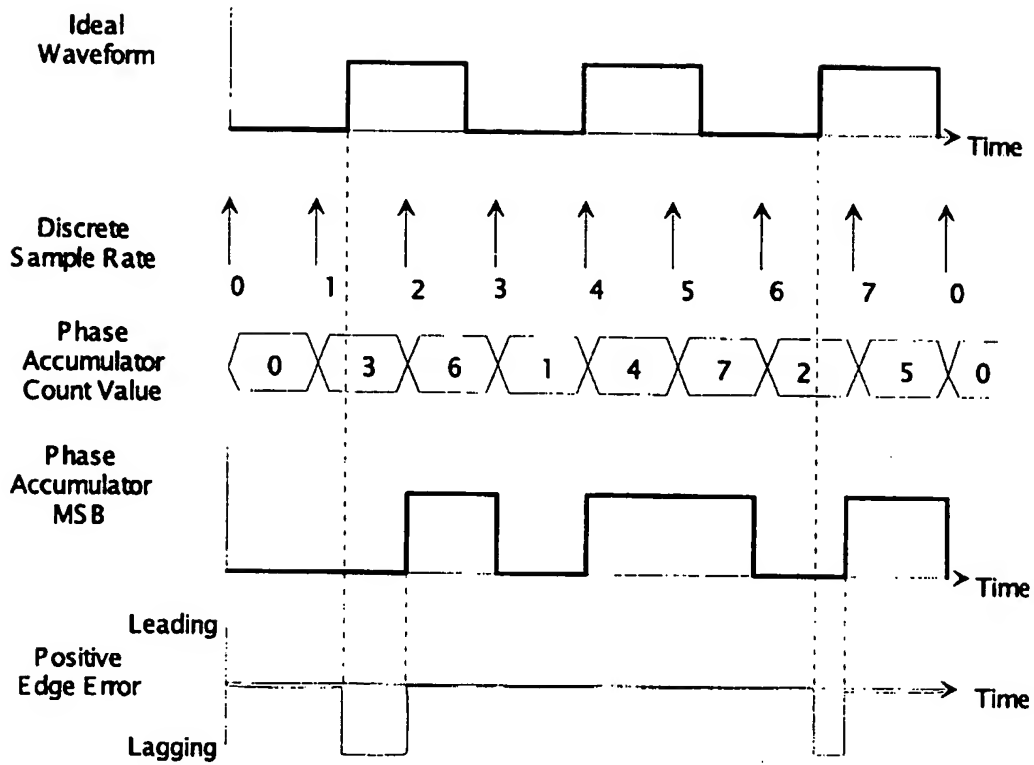 Ideal
Waveform
Time
Discrete
Sample Rate
0 1 2 3 4 5 6 7 0
Phase
Accumulator
Count Value
0 3 6 1 4 7 2 5 0
Phase
Accumulator
MSB
Time
Leading
Positive
Edge Error
Time
Lagging